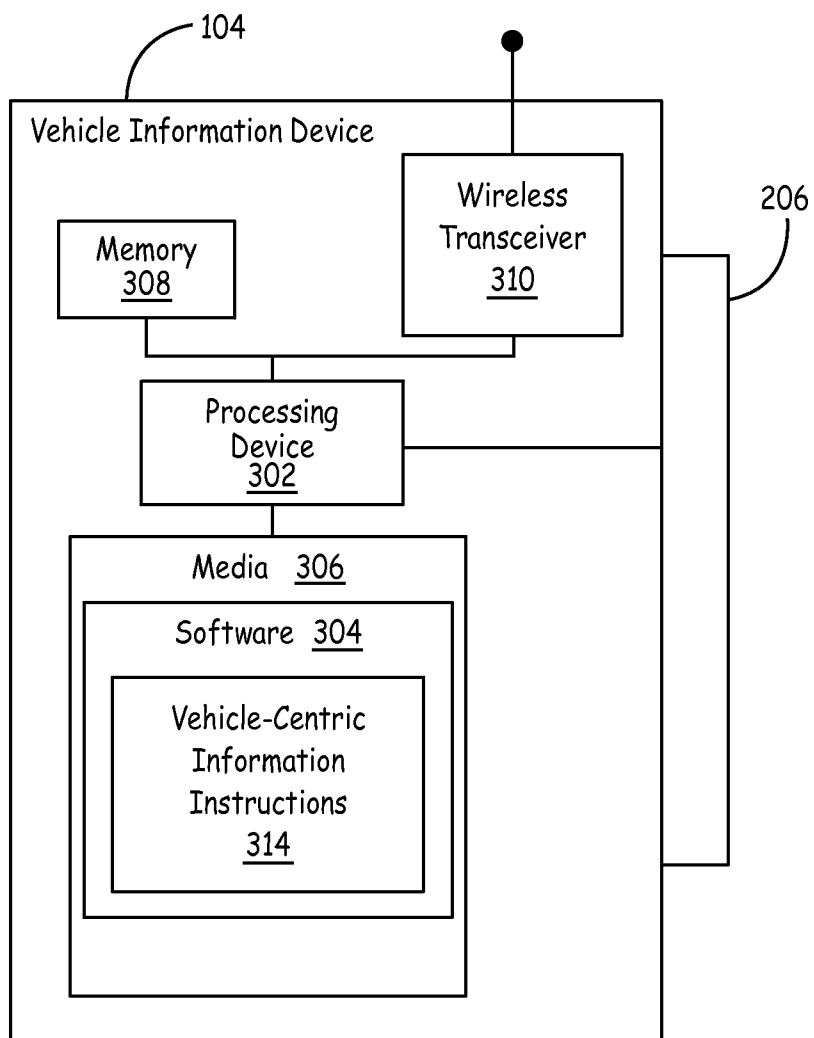 104
Vehicle Information Device
206
Wireless
Transceiver
310
Memory
308
Processing
Device
302
Media 306
Software 304
Vehicle-Centric
Information
Instructions
314